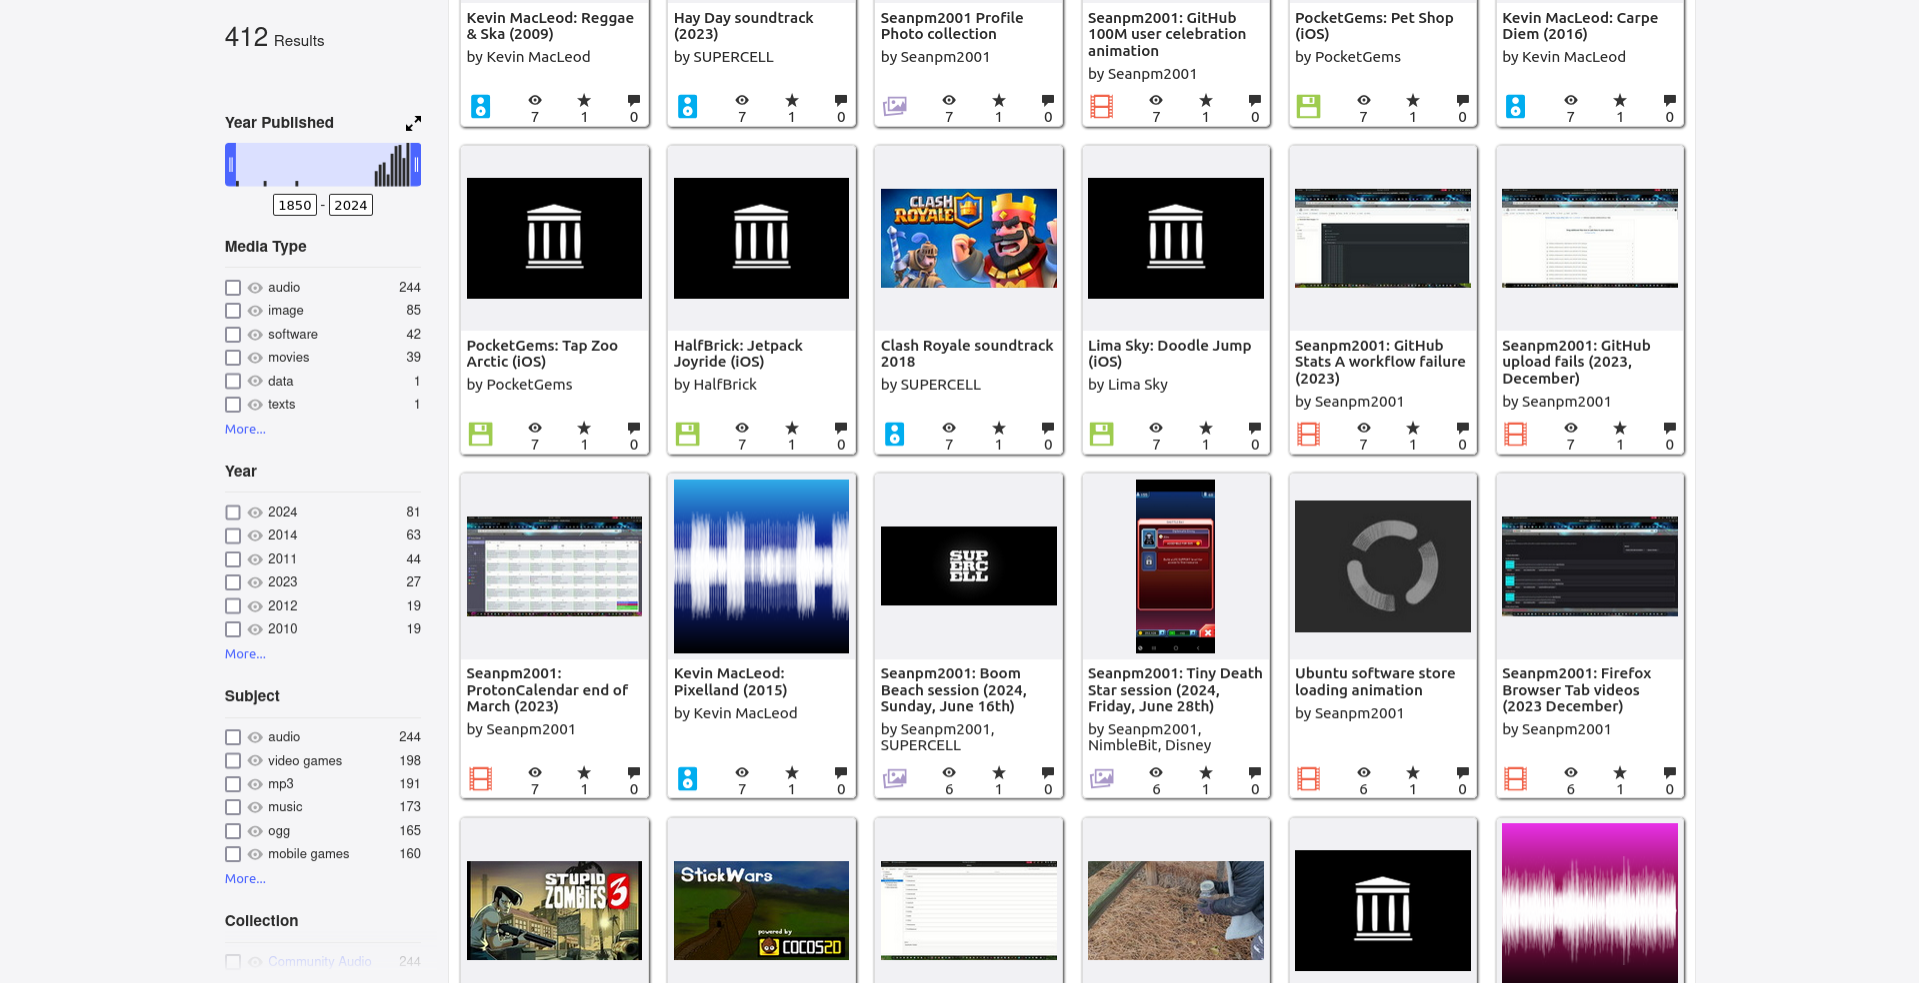 412 Results
Year Published
1850 - 2024
Media Type
audio 244
image 85
software 42
movies 39
data 1
texts 1
More...
Year
2024 81
2014 63
2011 44
2023 27
2012 19
2010 19
More...
Subject
audio 244
video games 198
mp3 191
music 173
ogg 165
mobile games 160
More...
Collection
Community Audio 244
Kevin MacLeod: Reggae
& Ska (2009)
by Kevin MacLeod
7 1 0
Hay Day soundtrack
(2023)
by SUPERCELL
7 1 0
Seanpm2001 Profile
Photo collection
by Seanpm2001
7 1 0
Seanpm2001: GitHub
100M user celebration
animation
by Seanpm2001
7 1 0
PocketGems: Pet Shop
(iOS)
by PocketGems
7 1 0
Kevin MacLeod: Carpe
Diem (2016)
by Kevin MacLeod
7 1 0
PocketGems: Tap Zoo
Arctic (iOS)
by PocketGems
7 1 0
HalfBrick: Jetpack
Joyride (iOS)
by HalfBrick
7 1 0
CLASH
ROYALE
Clash Royale soundtrack
2018
by SUPERCELL
7 1 0
Lima Sky: Doodle Jump
(iOS)
by Lima Sky
7 1 0
Seanpm2001: GitHub
Stats A workflow failure
(2023)
by Seanpm2001
7 1 0
Seanpm2001: GitHub
upload fails (2023,
December)
by Seanpm2001
7 1 0
Seanpm2001:
ProtonCalendar end of
March (2023)
by Seanpm2001
7 1 0
Kevin MacLeod:
Pixelland (2015)
by Kevin MacLeod
7 1 0
SUP
ERC
ELL
Seanpm2001: Boom
Beach session (2024,
Sunday, June 16th)
by Seanpm2001,
SUPERCELL
6 1 0
Seanpm2001: Tiny Death
Star session (2024,
Friday, June 28th)
by Seanpm2001,
NimbleBit, Disney
6 1 0
Ubuntu software store
loading animation
by Seanpm2001
6 1 0
Seanpm2001: Firefox
Browser Tab videos
(2023 December)
by Seanpm2001
6 1 0
STUPID
ZOMBIES
3
STICKWARS
powered by
COCOS2D